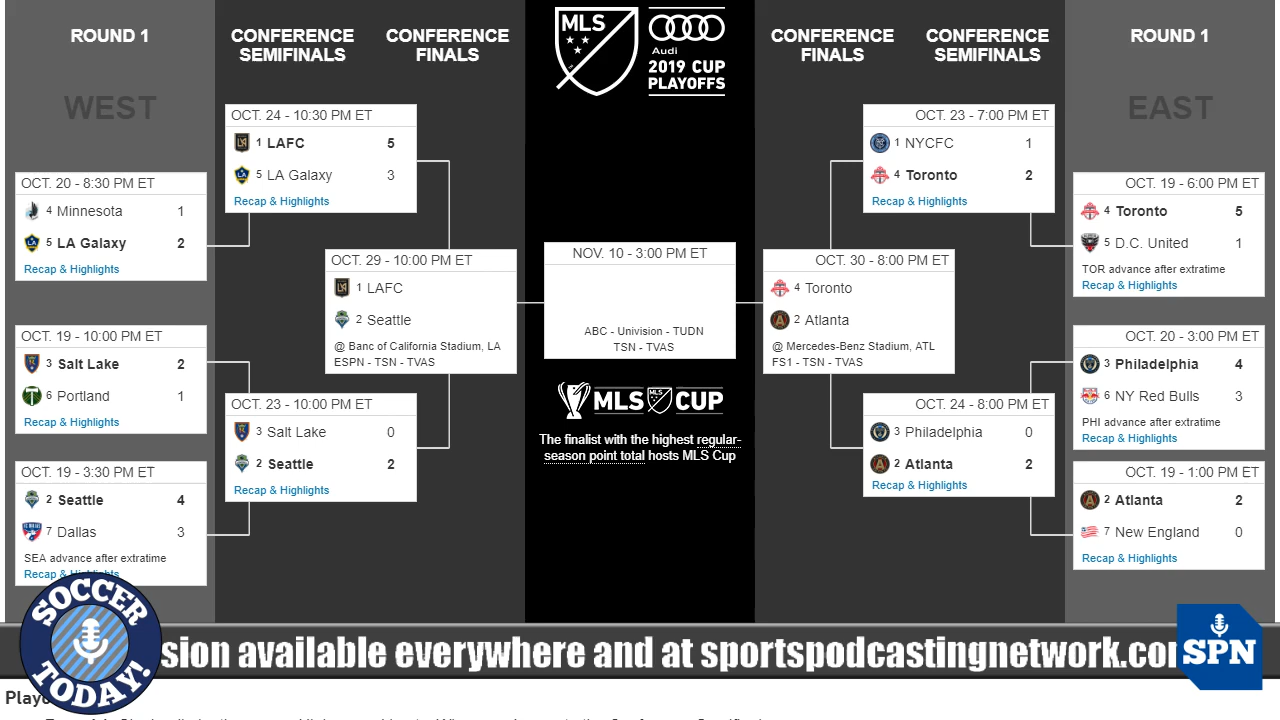 ROUND 1
WEST
OCT. 20 - 8:30 PM ET
4 Minnesota 1
5 LA Galaxy 2
Recap & Highlights
OCT. 19 - 10:00 PM ET
3 Salt Lake 2
6 Portland 1
Recap & Highlights
OCT. 19 - 3:30 PM ET
2 Seattle 4
7 Dallas 3
SEA advance after extratime
Recap & Highlights
CONFERENCE
SEMIFINALS
OCT. 24 - 10:30 PM ET
1 LAFC 5
5 LA Galaxy 3
Recap & Highlights
OCT. 23 - 10:00 PM ET
3 Salt Lake 0
2 Seattle 2
Recap & Highlights
CONFERENCE
FINALS
OCT. 29 - 10:00 PM ET
1 LAFC
2 Seattle
@ Banc of California Stadium, LA
ESPN - TSN - TVAS
MLS
Audi
2019 CUP
PLAYOFFS
NOV. 10 - 3:00 PM ET
ABC - Univision - TUDN
TSN - TVAS
MLS CUP
The finalist with the highest regular-
season point total hosts MLS Cup
CONFERENCE
FINALS
OCT. 30 - 8:00 PM ET
4 Toronto
2 Atlanta
@ Mercedes-Benz Stadium, ATL
FS1 - TSN - TVAS
CONFERENCE
SEMIFINALS
OCT. 23 - 7:00 PM ET
1 NYCFC 1
4 Toronto 2
Recap & Highlights
OCT. 24 - 8:00 PM ET
3 Philadelphia 0
2 Atlanta 2
Recap & Highlights
ROUND 1
EAST
OCT. 19 - 6:00 PM ET
4 Toronto 5
5 D.C. United 1
TOR advance after extratime
Recap & Highlights
OCT. 20 - 3:00 PM ET
3 Philadelphia 4
6 NY Red Bulls 3
PHI advance after extratime
Recap & Highlights
OCT. 19 - 1:00 PM ET
2 Atlanta 2
7 New England 0
Recap & Highlights
SOCCER
TODAY!
sion available everywhere and at sportspodcastingnetwork.co
SPN